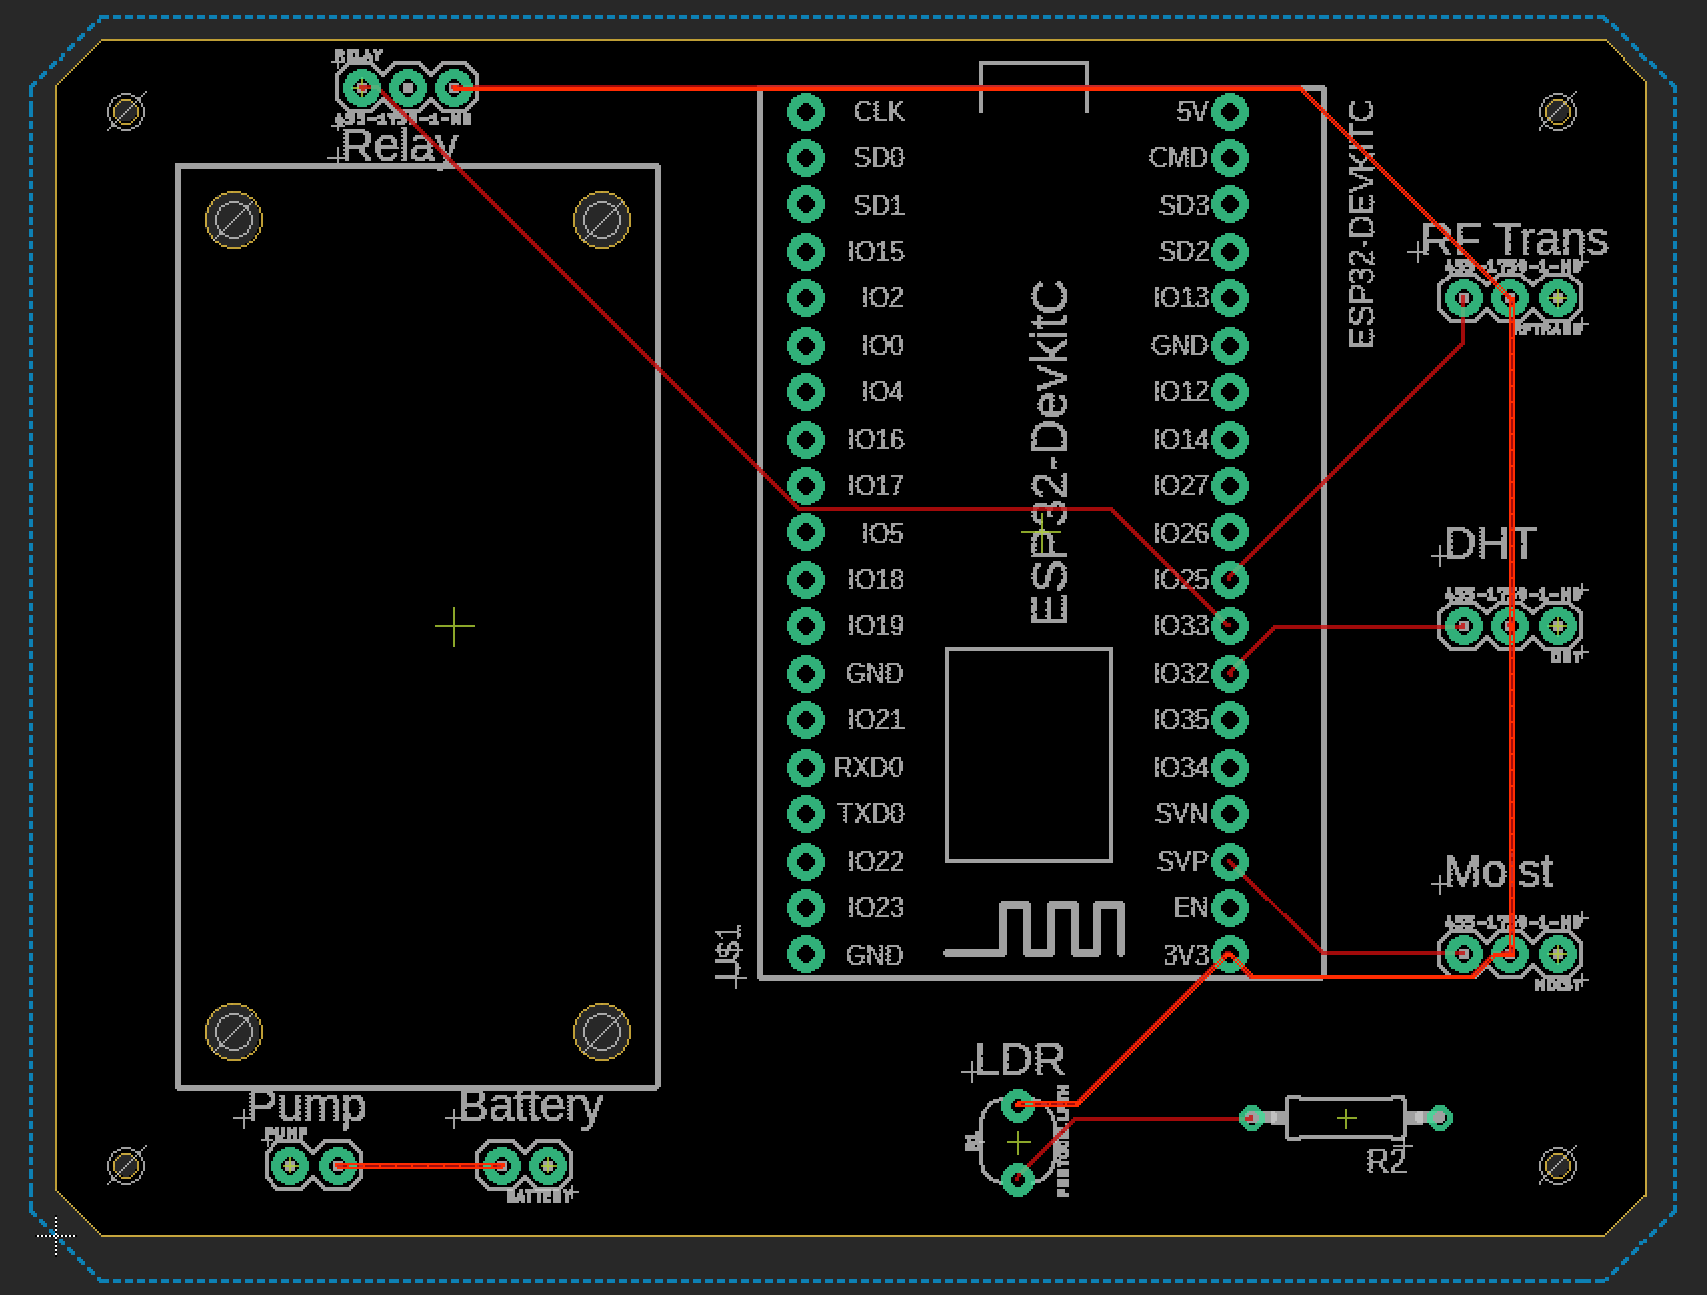 RELAY
Relay
CLK
SD0
SD1
IO15
IO2
IO0
IO4
IO16
IO17
IO5
IO18
IO19
GND
IO21
RXD0
TXD0
IO22
IO23
GND
5V
CMD
SD3
SD2
IO13
GND
IO12
IO14
IO27
IO26
IO25
IO33
IO32
IO35
IO34
SVN
SVP
EN
3V3
ESP32-DevkitC
ESP32-DEVKITC
U$1
RF Trans
RFTRANS
DHT
DHT
Moist
MOIST
LDR
R2
Pump
PUMP
Battery
BATTERY